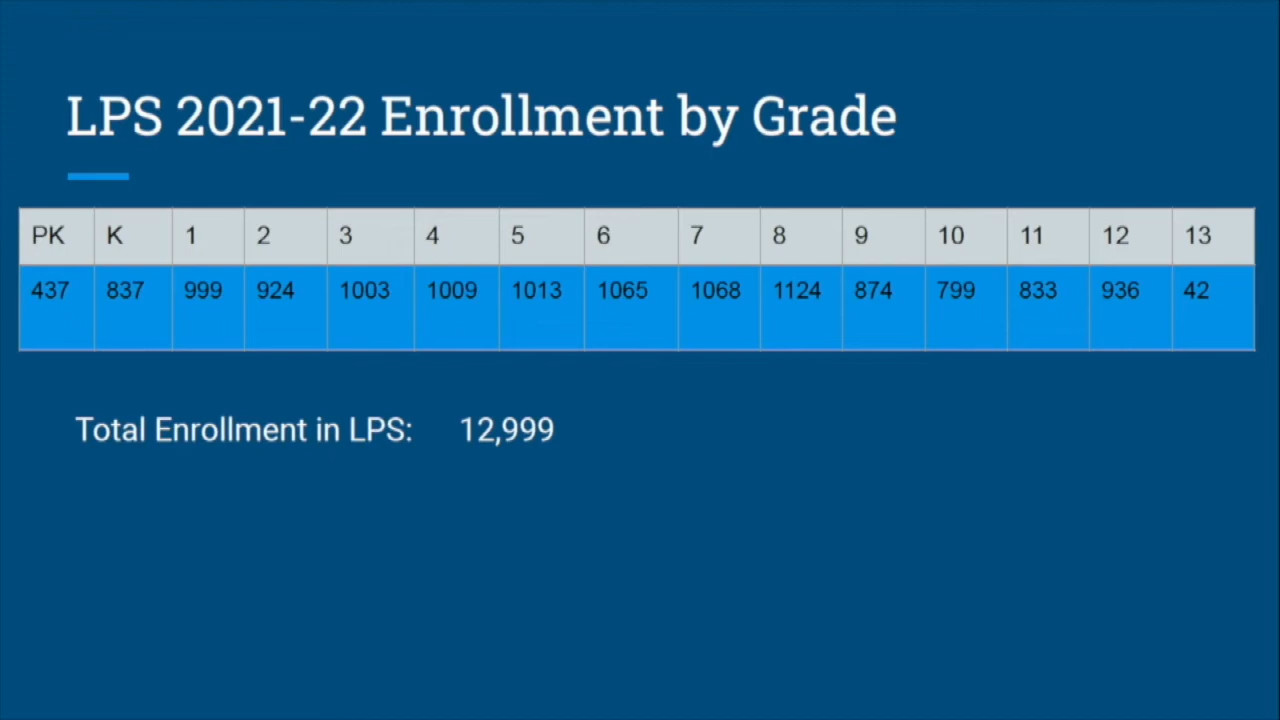 LPS 2021-22 Enrollment by Grade
PK K 1 2 3 4 5 6 7 8 9 10 11 12 13
437 837 999 924 1003 1009 1013 1065 1068 1124 874 799 833 936 42
Total Enrollment in LPS: 12,999